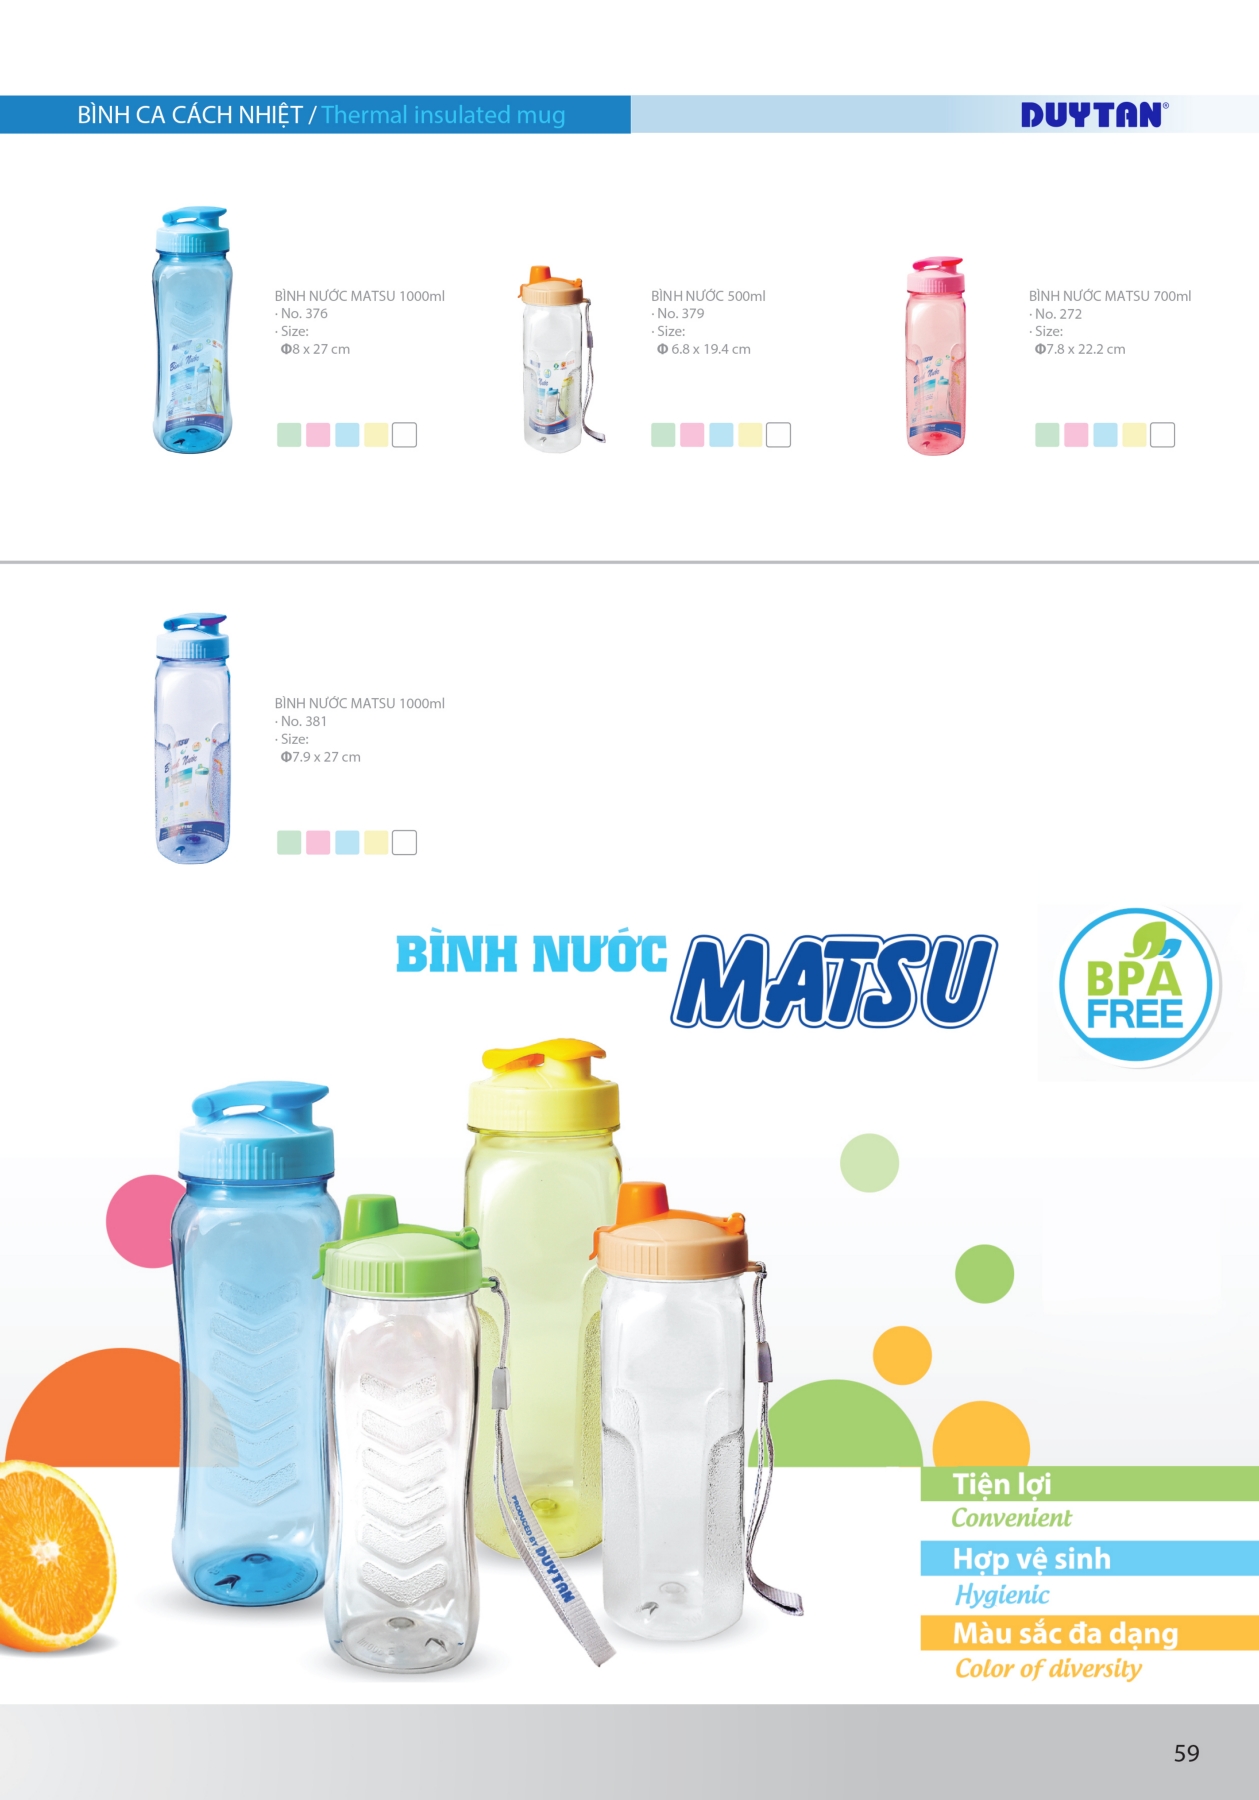 BÌNH CA CÁCH NHIỆT / Thermal insulated mug
DUYTAN®
BÌNH NƯỚC MATSU 1000ml
· No. 376
· Size:
Φ8 x 27 cm
BÌNH NƯỚC 500ml
· No. 379
· Size:
Φ 6.8 x 19.4 cm
BÌNH NƯỚC MATSU 700ml
· No. 272
· Size:
Φ7.8 x 22.2 cm
BÌNH NƯỚC MATSU 1000ml
· No. 381
· Size:
Φ7.9 x 27 cm
BÌNH NƯỚC MATSU
BPA
FREE
PRODUCED BY DUYTAN
Tiện lợi
Convenient
Hợp vệ sinh
Hygienic
Màu sắc đa dạng
Color of diversity
59